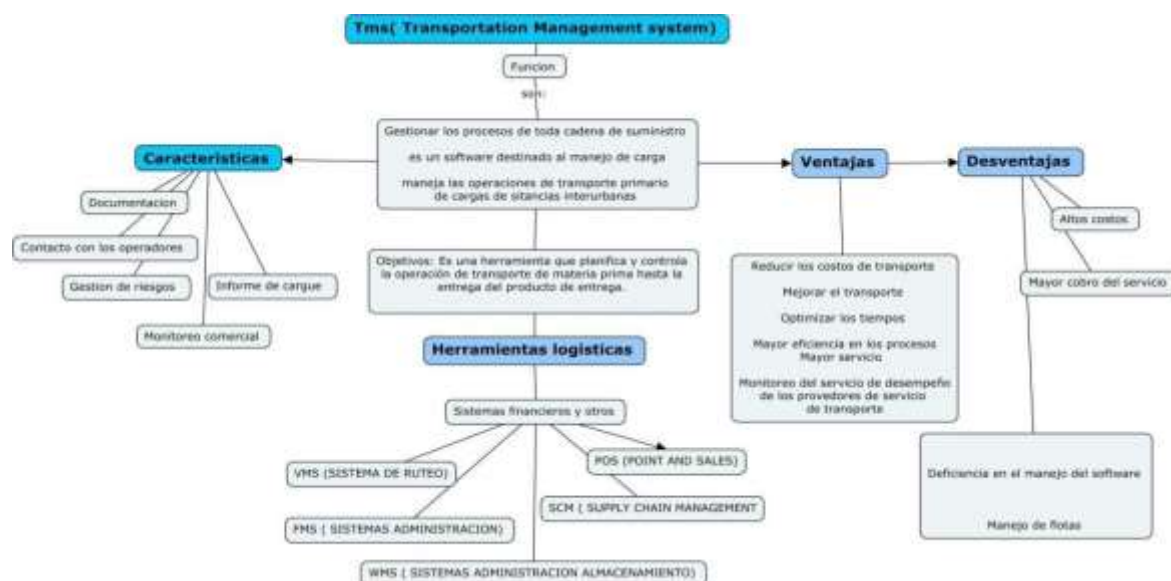 Tms( Transportation Management system)
Funcion
son:
Gestionar los procesos de toda cadena de suministro
es un software destinado al manejo de carga
maneja las operaciones de transporte primario
de cargas de sitancias interurbanas
Caracteristicas
Documentacion
Contacto con los operadores
Gestion de riesgos
Informe de cargue
Monitoreo comercial
Objetivos: Es una herramienta que planifica y controla
la operación de transporte de materia prima hasta la
entrega del producto de entrega.
Herramientas logisticas
Sistemas financieros y otros
VMS (SISTEMA DE RUTEO)
POS (POINT AND SALES)
FMS ( SISTEMAS ADMINISTRACION)
SCM ( SUPPLY CHAIN MANAGEMENT
WMS ( SISTEMAS ADMINISTRACION ALMACENAMIENTO)
Ventajas
Reducir los costos de transporte
Mejorar el transporte
Optimizar los tiempos
Mayor eficiencia en los procesos
Mayor servicio
Monitoreo del servicio de desempeño
de los provedores de servicio
de transporte
Desventajas
Altos costos
Mayor cobro del servicio
Deficiencia en el manejo del software
Manejo de flotas